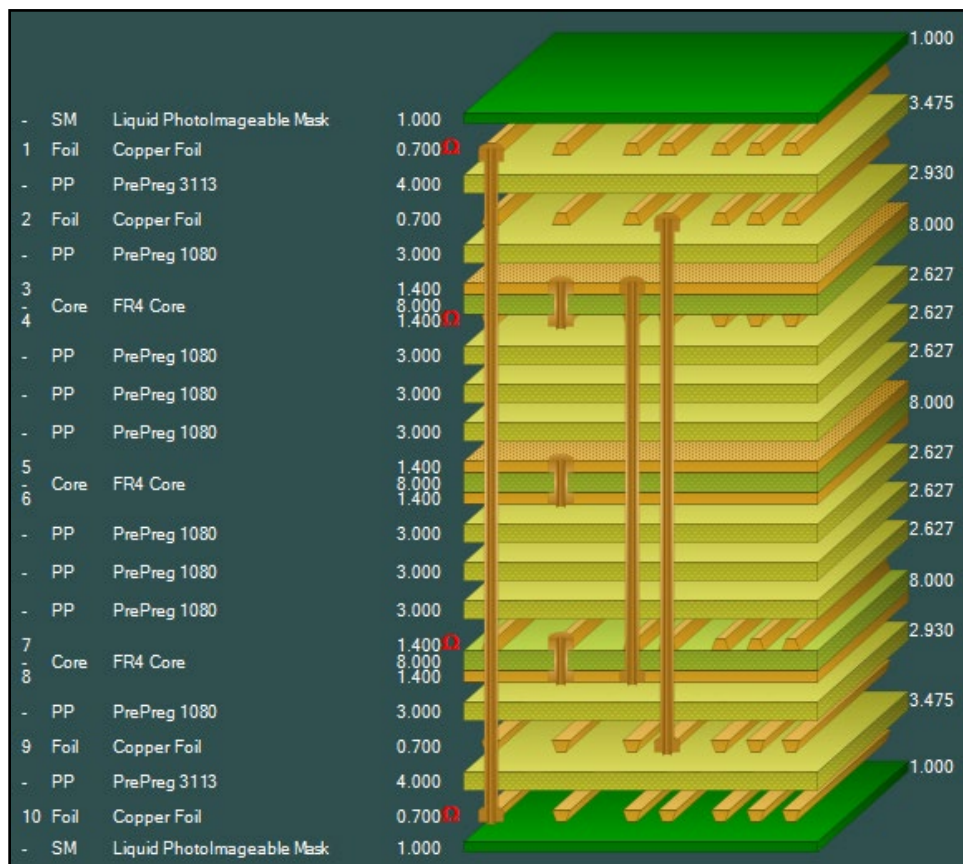 1.000
- SM Liquid PhotoImageable Mask 1.000
3.475
1 Foil Copper Foil 0.700 Ω
- PP PrePreg 3113 4.000
2.930
2 Foil Copper Foil 0.700
8.000
- PP PrePreg 1080 3.000
2.627
3 1.400
- Core FR4 Core 8.000
4 1.400 Ω
2.627
- PP PrePreg 1080 3.000
2.627
- PP PrePreg 1080 3.000
8.000
- PP PrePreg 1080 3.000
2.627
5 1.400
- Core FR4 Core 8.000
6 1.400
2.627
- PP PrePreg 1080 3.000
2.627
- PP PrePreg 1080 3.000
8.000
- PP PrePreg 1080 3.000
2.930
7 1.400 Ω
- Core FR4 Core 8.000
8 1.400
3.475
- PP PrePreg 1080 3.000
9 Foil Copper Foil 0.700
1.000
- PP PrePreg 3113 4.000
10 Foil Copper Foil 0.700 Ω
- SM Liquid PhotoImageable Mask 1.000